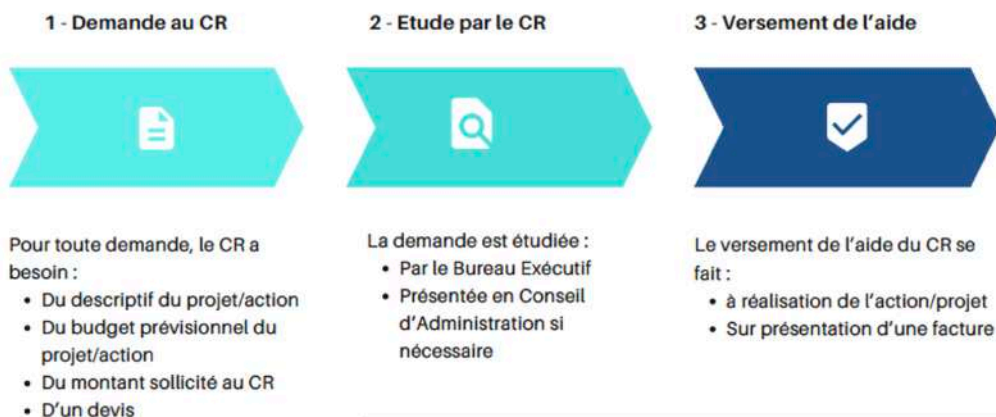 1 - Demande au CR
2 - Etude par le CR
3 - Versement de l'aide
Pour toute demande, le CR a
besoin :
• Du descriptif du projet/action
• Du budget prévisionnel du
projet/action
• Du montant sollicité au CR
• D'un devis
La demande est étudiée :
• Par le Bureau Exécutif
• Présentée en Conseil
d'Administration si
nécessaire
Le versement de l'aide du CR se
fait :
• à réalisation de l'action/projet
• Sur présentation d'une facture